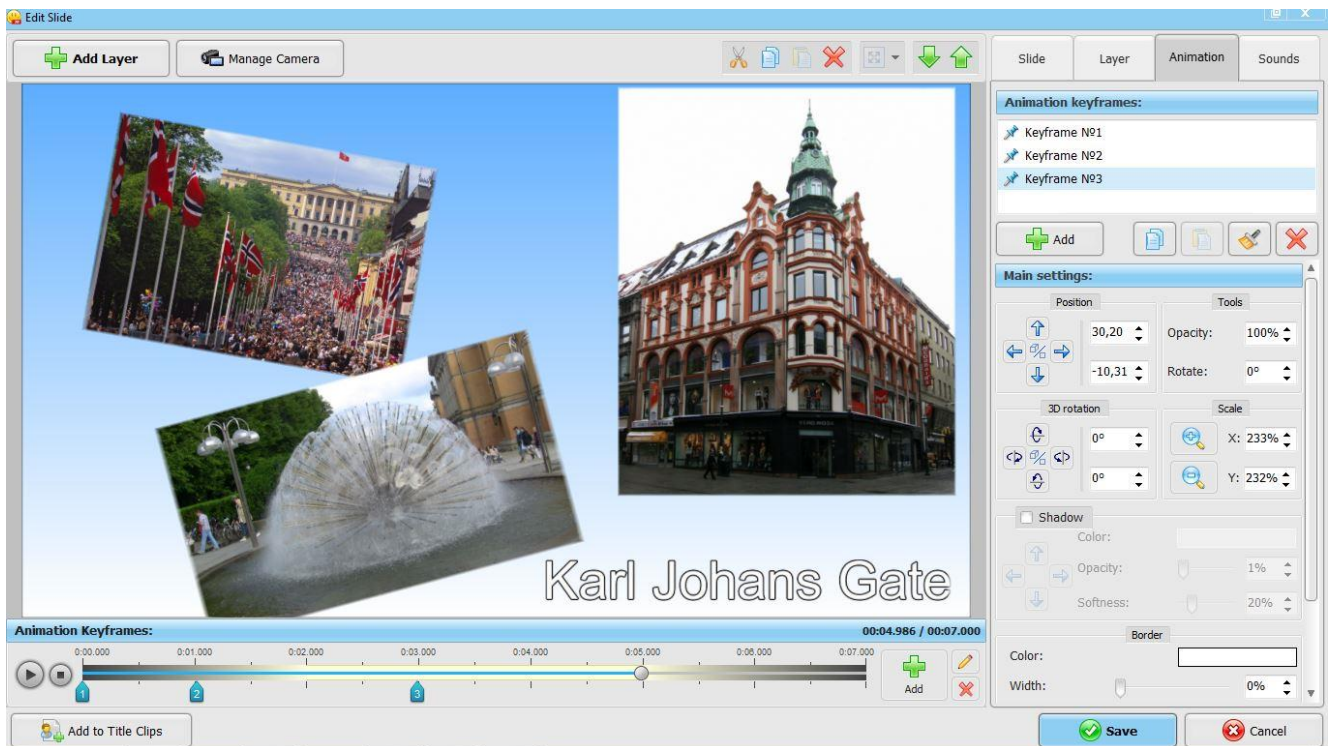 Edit Slide
Add Layer
Manage Camera
Slide
Layer
Animation
Sounds
Animation keyframes:
Keyframe №1
Keyframe №2
Keyframe №3
Add
Main settings:
Position
Tools
30,20
Opacity:
100%
-10,31
Rotate:
0º
3D rotation
Scale
0º
X: 233%
0º
Y: 232%
Shadow
Color:
Opacity:
1%
Softness:
20%
Border
Color:
Width:
0%
Karl Johans Gate
Animation Keyframes:
00:04.986 / 00:07.000
0:00.000
0:01.000
0:02.000
0:03.000
0:04.000
0:05.000
0:06.000
0:07.000
1
2
3
Add
Add to Title Clips
Save
Cancel